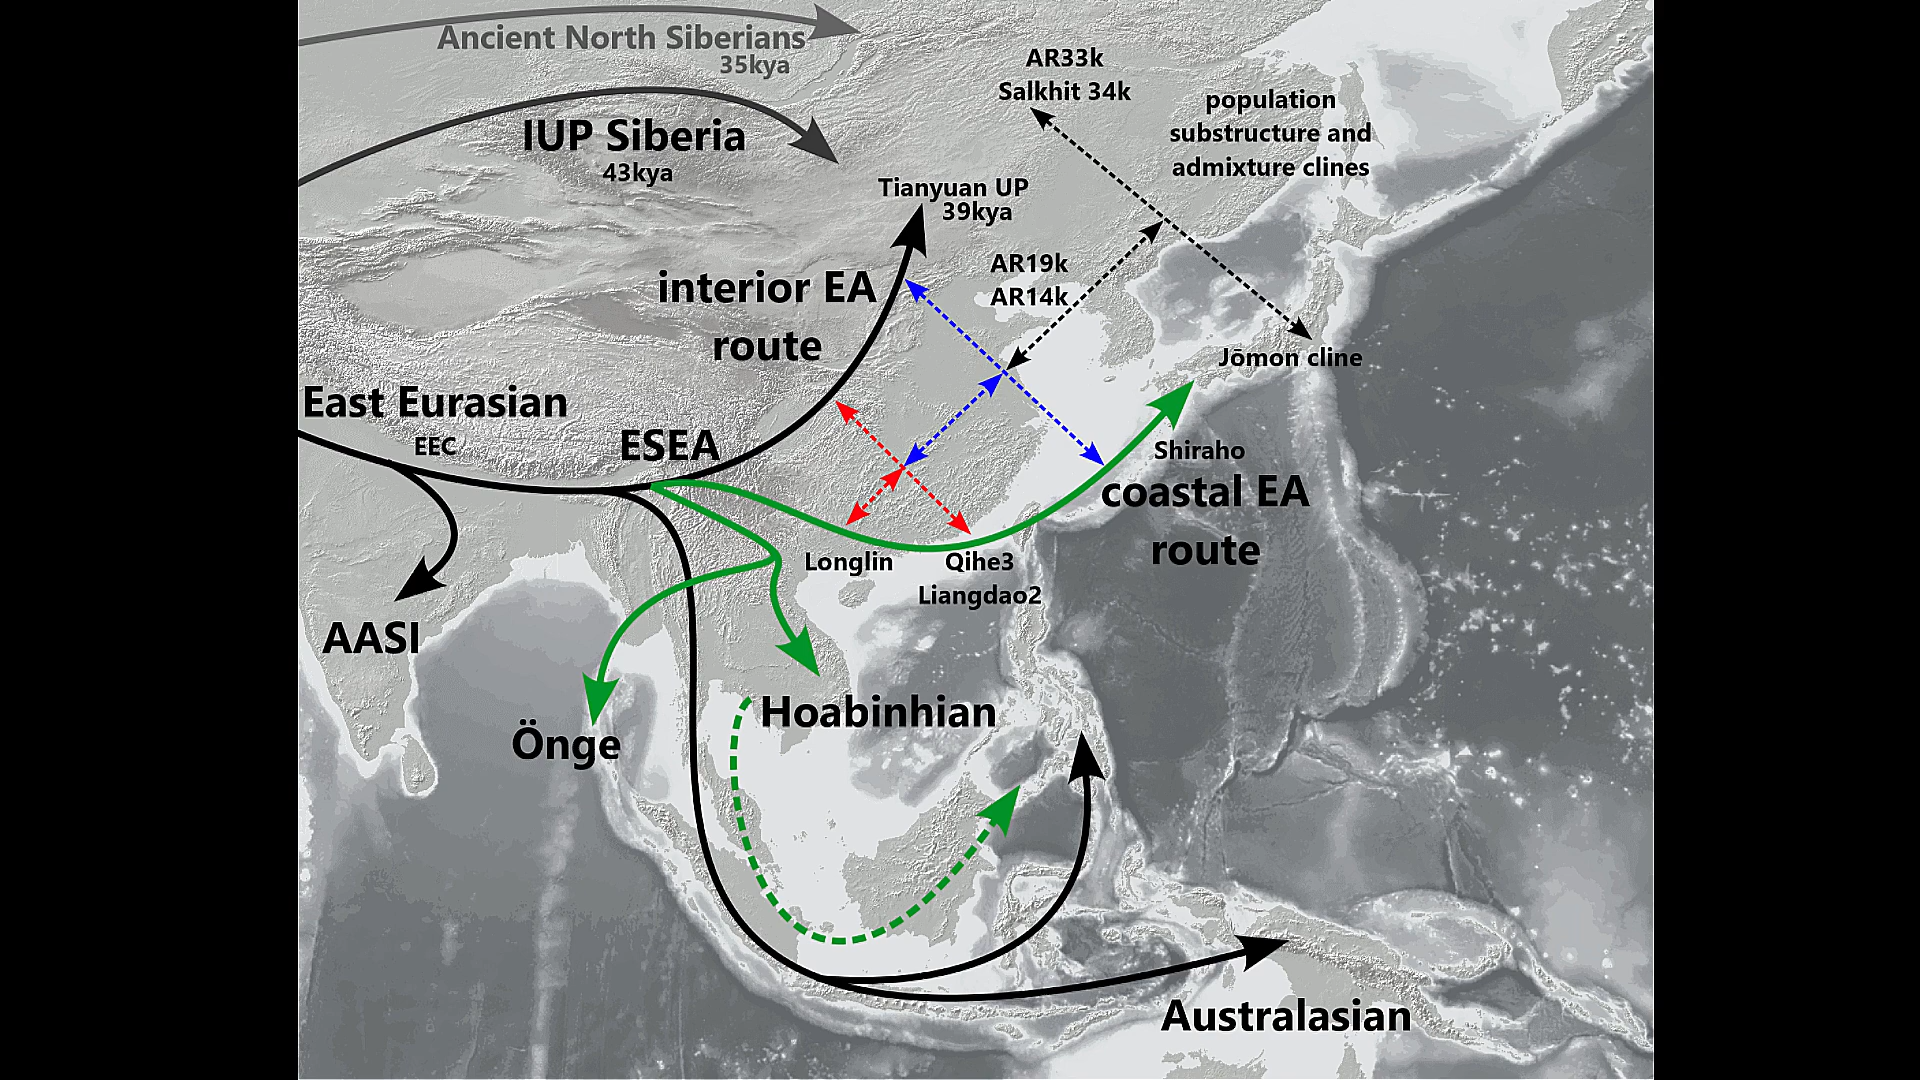 Ancient North Siberians
35kya
AR33k
Salkhit 34k
population
substructure and
admixture clines
IUP Siberia
43kya
Tianyuan UP
39kya
AR19k
AR14k
interior EA
route
Jōmon cline
East Eurasian
EEC
ESEA
Shiraho
coastal EA
route
Longlin
Qihe3
Liangdao2
AASI
Hoabinhian
Önge
Australasian